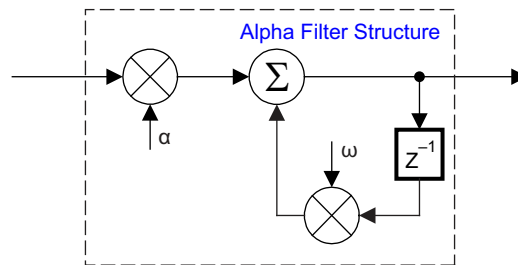 Alpha Filter Structure
Σ
α
ω
Z⁻¹